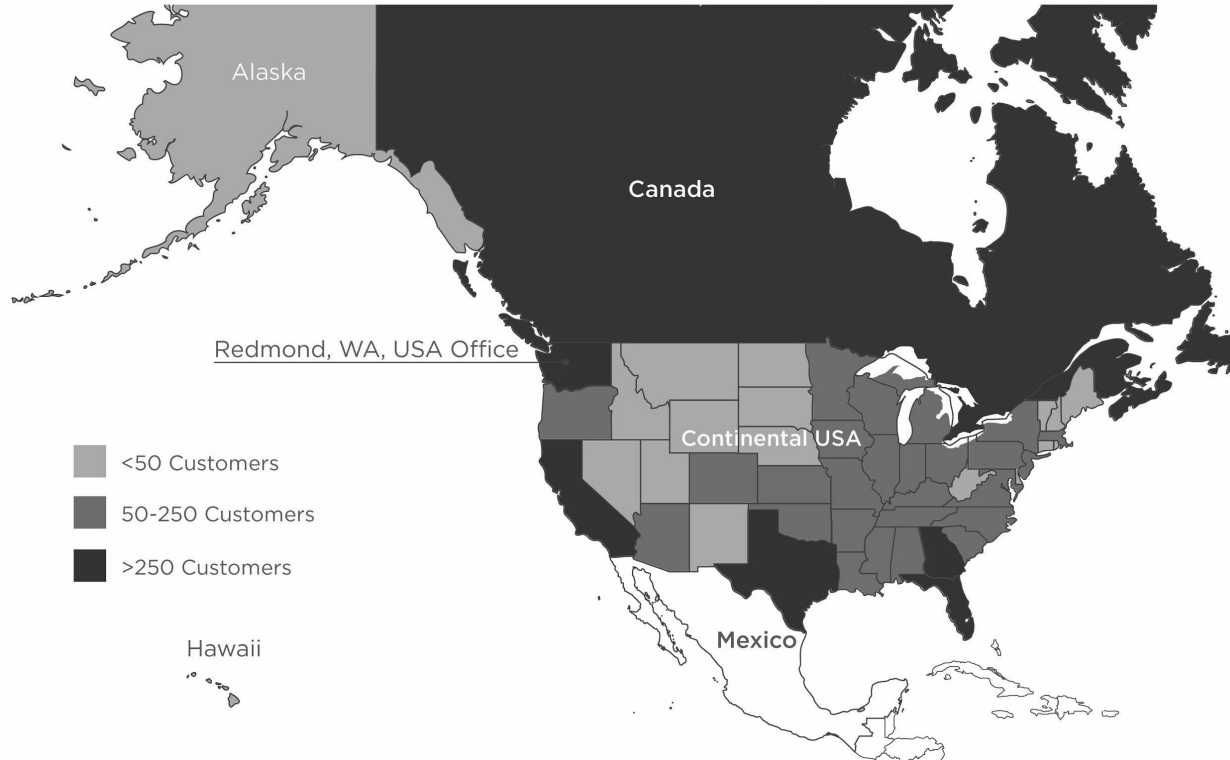 Alaska
Canada
Redmond, WA, USA Office
Continental USA
<50 Customers
50-250 Customers
>250 Customers
Hawaii
Mexico